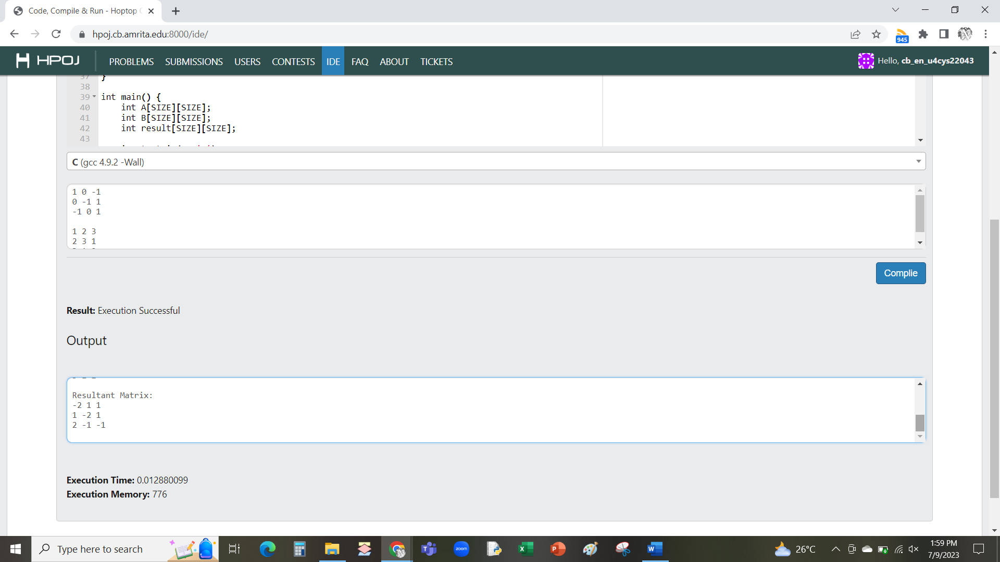 Code, Compile & Run - Hoptop
hpoj.cb.amrita.edu:8000/ide/
945
HPOJ
PROBLEMS SUBMISSIONS USERS CONTESTS IDE FAQ ABOUT TICKETS
Hello, cb_en_u4cys22043
37 }
38
39 int main() {
40 int A[SIZE][SIZE];
41 int B[SIZE][SIZE];
42 int result[SIZE][SIZE];
43
C (gcc 4.9.2 -Wall)
1 0 -1
0 -1 1
-1 0 1
1 2 3
2 3 1
Complie
Result: Execution Successful
Output
Resultant Matrix:
-2 1 1
1 -2 1
2 -1 -1
Execution Time: 0.012880099
Execution Memory: 776
Type here to search
zoom
26°C
1:59 PM
7/9/2023